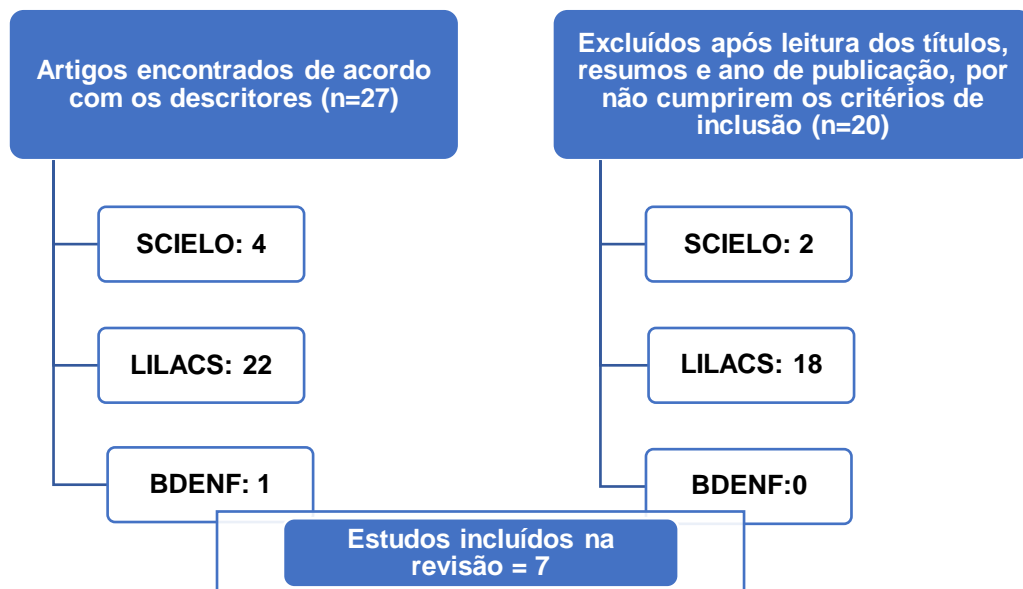 Artigos encontrados de acordo
com os descritores (n=27)
SCIELO: 4
LILACS: 22
BDENF: 1
Excluídos após leitura dos títulos,
resumos e ano de publicação, por
não cumprirem os critérios de
inclusão (n=20)
SCIELO: 2
LILACS: 18
BDENF:0
Estudos incluídos na
revisão = 7